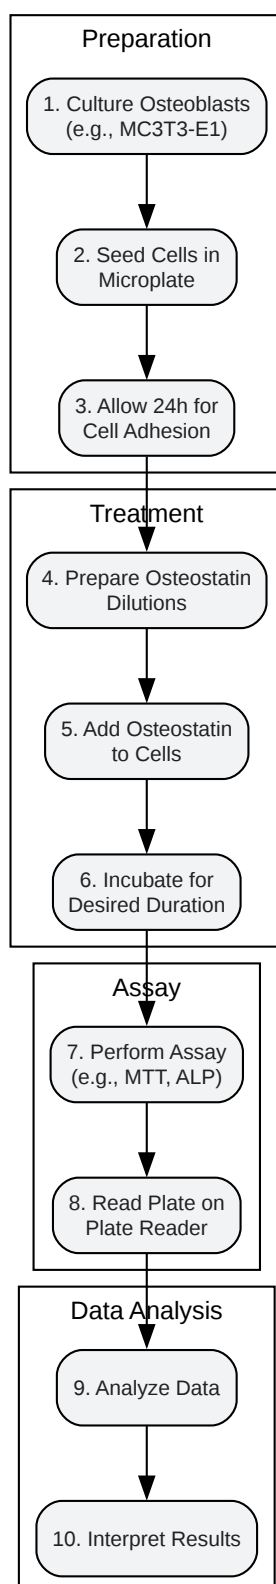 Preparation
1. Culture Osteoblasts
(e.g., MC3T3-E1)
2. Seed Cells in
Microplate
3. Allow 24h for
Cell Adhesion
Treatment
4. Prepare Osteostatin
Dilutions
5. Add Osteostatin
to Cells
6. Incubate for
Desired Duration
Assay
7. Perform Assay
(e.g., MTT, ALP)
8. Read Plate on
Plate Reader
Data Analysis
9. Analyze Data
10. Interpret Results